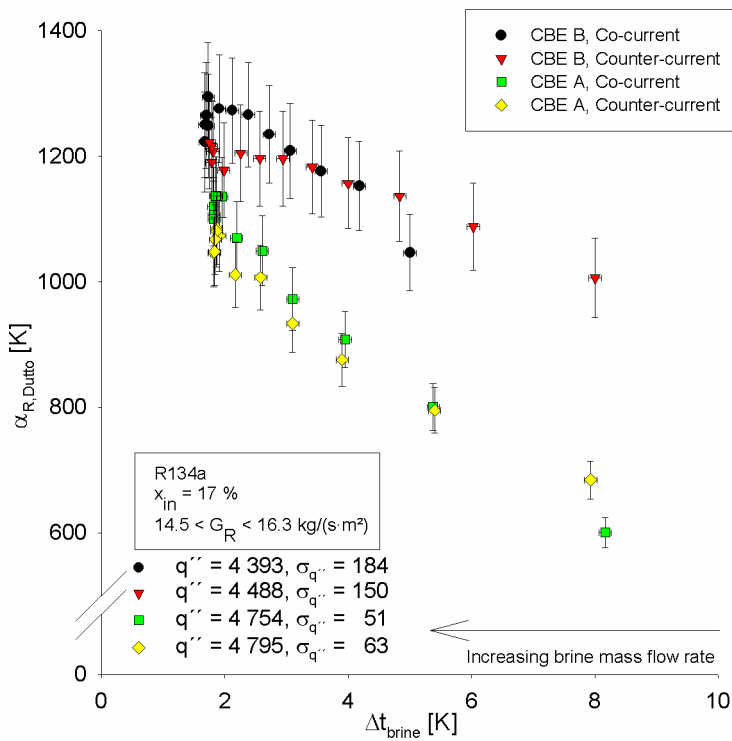 1400
1200
1000
800
600
0
α_R,Dutto [K]
CBE B, Co-current
CBE B, Counter-current
CBE A, Co-current
CBE A, Counter-current
R134a
x_in = 17 %
14.5 < G_R < 16.3 kg/(s·m²)
q´´ = 4 393, σ_q´´ = 184
q´´ = 4 488, σ_q´´ = 150
q´´ = 4 754, σ_q´´ = 51
q´´ = 4 795, σ_q´´ = 63
Increasing brine mass flow rate
0 2 4 6 8 10
Δt_brine [K]